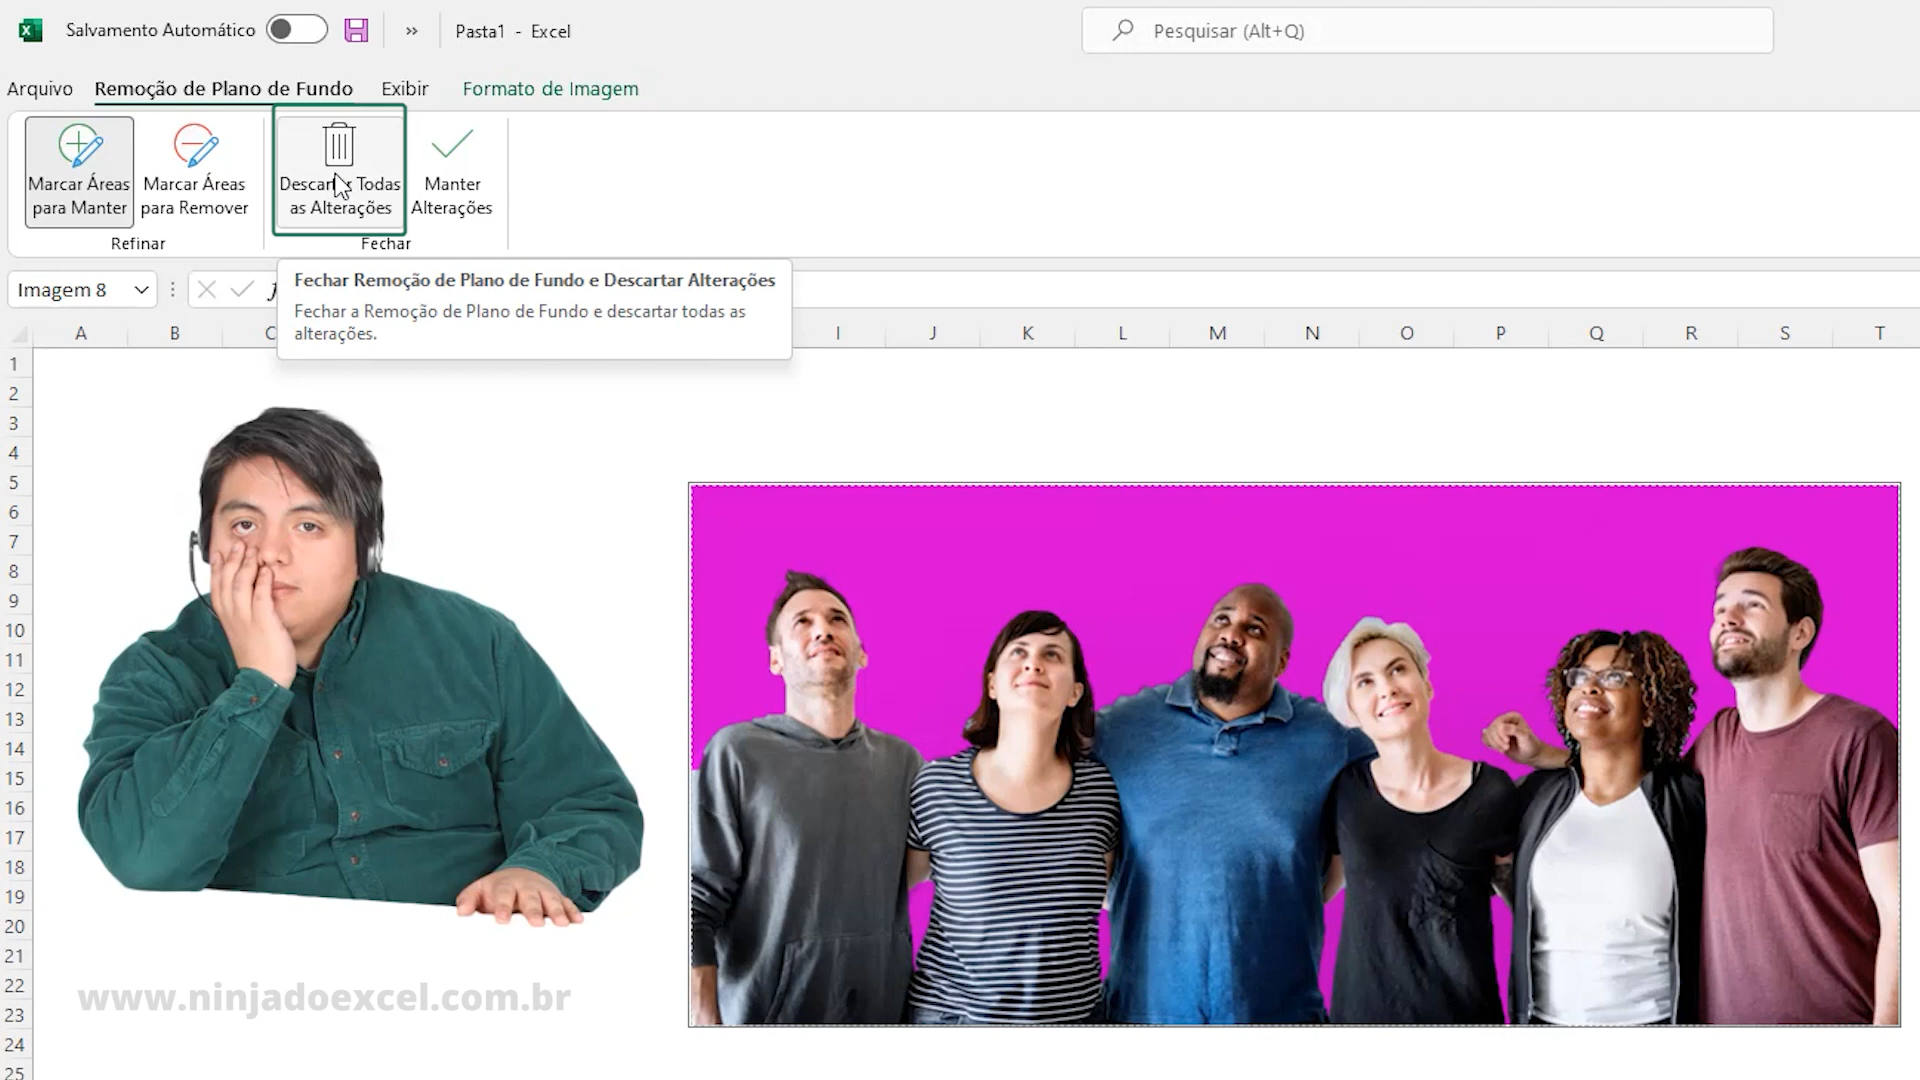 Salvamento Automático
»
Pasta1 - Excel
Pesquisar (Alt+Q)
Arquivo
Remoção de Plano de Fundo
Exibir
Formato de Imagem
Marcar Áreas
para Manter
Marcar Áreas
para Remover
Descartar Todas
as Alterações
Manter
Alterações
Refinar
Fechar
Imagem 8
Fechar Remoção de Plano de Fundo e Descartar Alterações
Fechar a Remoção de Plano de Fundo e descartar todas as
alterações.
A B C I J K L M N O P Q R S T
1
2
3
4
5
6
7
8
9
10
11
12
13
14
15
16
17
18
19
20
21
22
23
24
25
www.ninjadoexcel.com.br